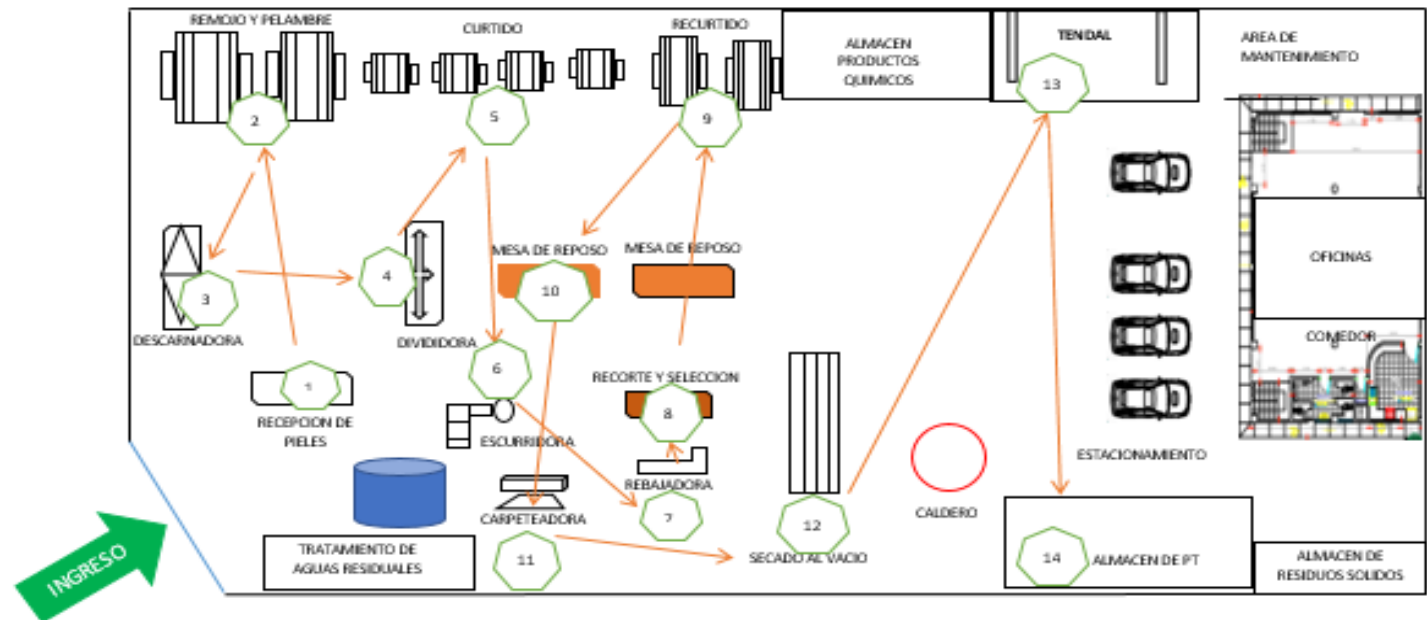 REMOJO Y PELAMBRE
CURTIDO
RECURTIDO
ALMACEN
PRODUCTOS
QUIMICOS
TENDAL
AREA DE
MANTENIMIENTO
2
5
9
13
MESA DE REPOSO
MESA DE REPOSO
OFICINAS
3
4
10
DESCARNADORA
DIVIDIDORA
COMEDOR
6
RECORTE Y SELECCION
1
8
RECEPCION DE
PIELES
ESCURRIDORA
ESTACIONAMIENTO
REBAJADORA
CARPETEADORA
7
12
CALDERO
TRATAMIENTO DE
AGUAS RESIDUALES
11
SECADO AL VACIO
14
ALMACEN DE PT
ALMACEN DE
RESIDUOS SOLIDOS
INGRESO